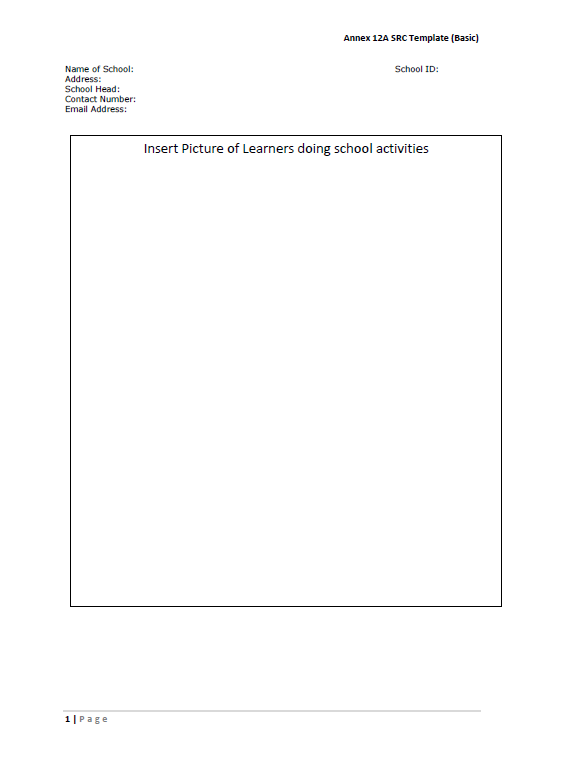 Annex 12A SRC Template (Basic)
Name of School: School ID:
Address:
School Head:
Contact Number:
Email Address:
Insert Picture of Learners doing school activities
1 | P a g e